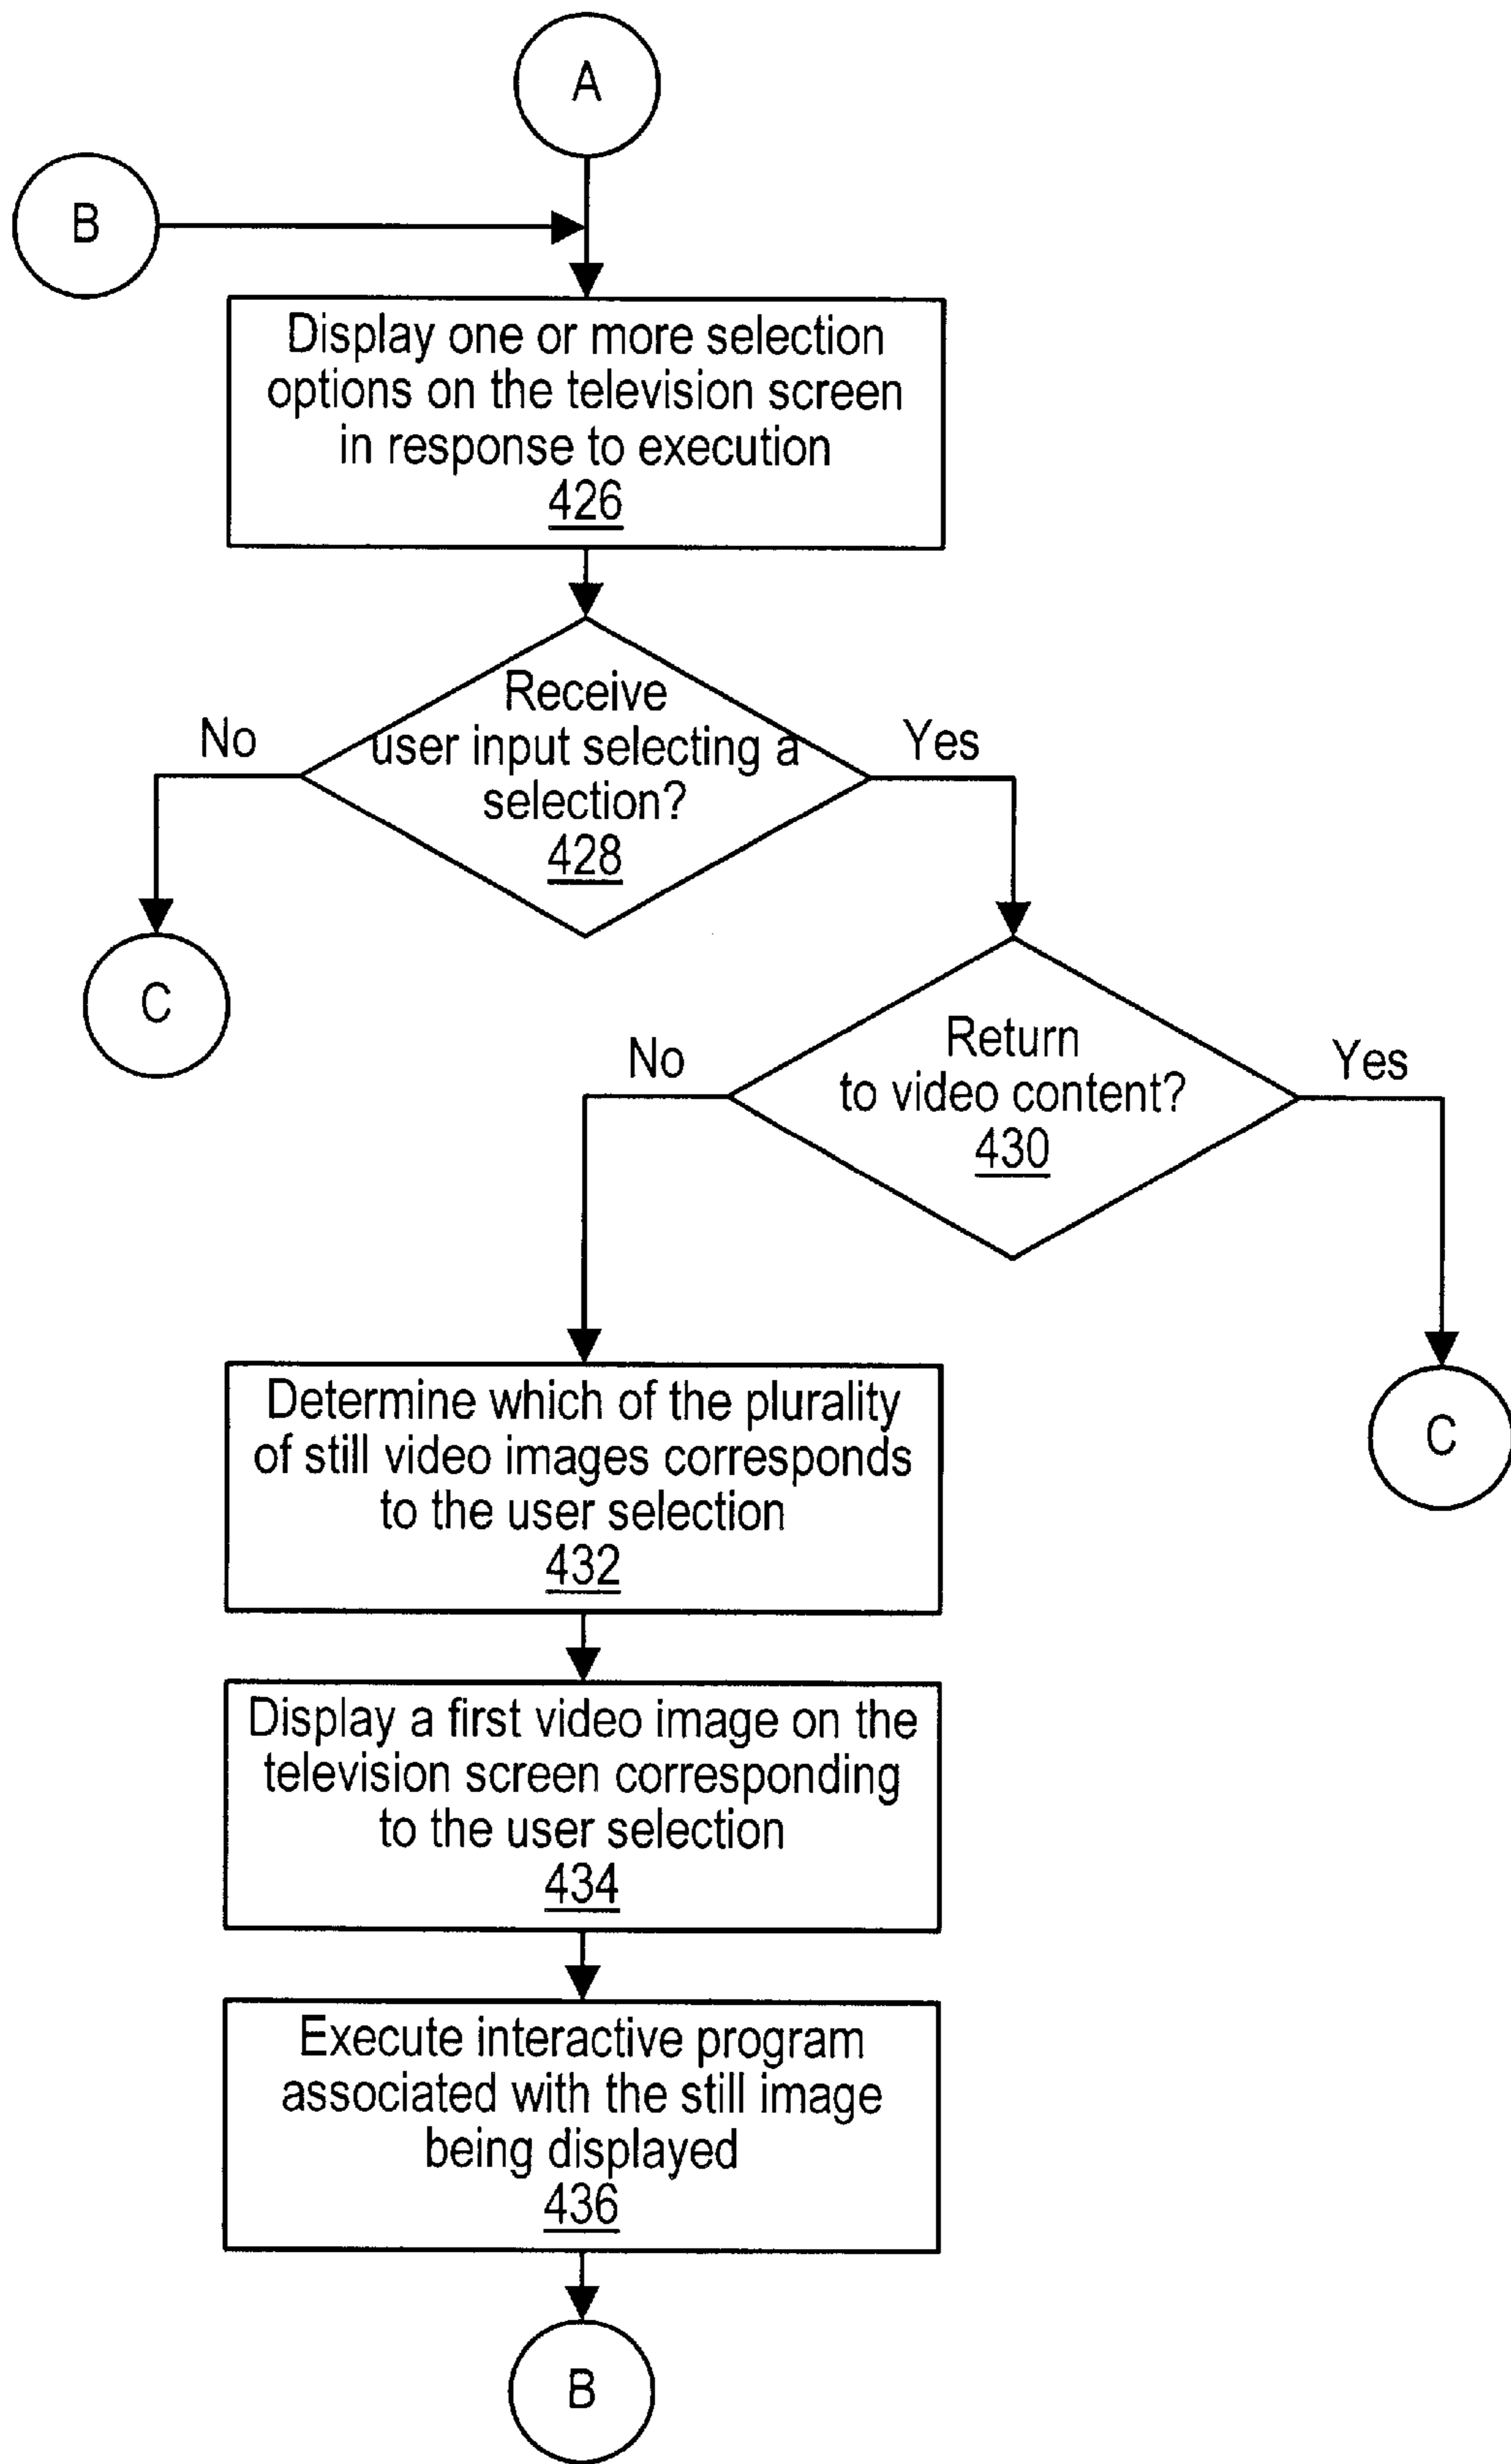 A
B
Display one or more selection
options on the television screen
in response to execution
426
Receive
user input selecting a
selection?
428
No
Yes
C
Return
to video content?
430
No
Yes
C
Determine which of the plurality
of still video images corresponds
to the user selection
432
Display a first video image on the
television screen corresponding
to the user selection
434
Execute interactive program
associated with the still image
being displayed
436
B